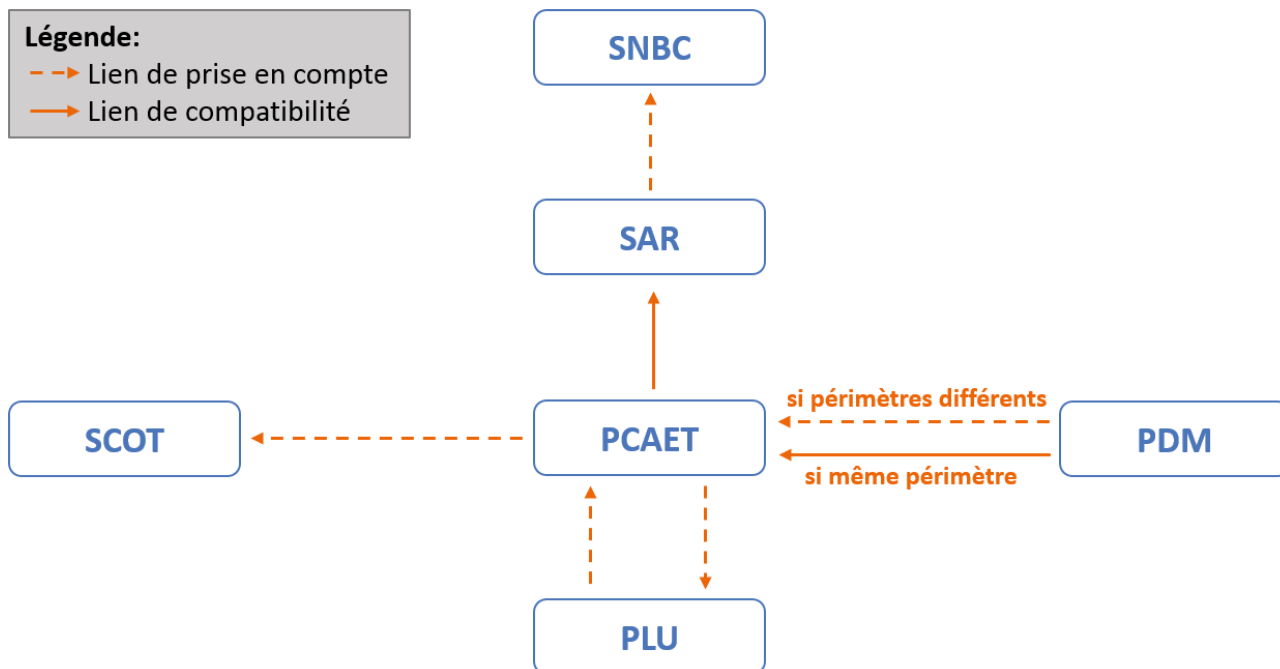 Légende:
Lien de prise en compte
Lien de compatibilité
SNBC
SAR
si périmètres différents
SCOT
PCAET
PDM
si même périmètre
PLU